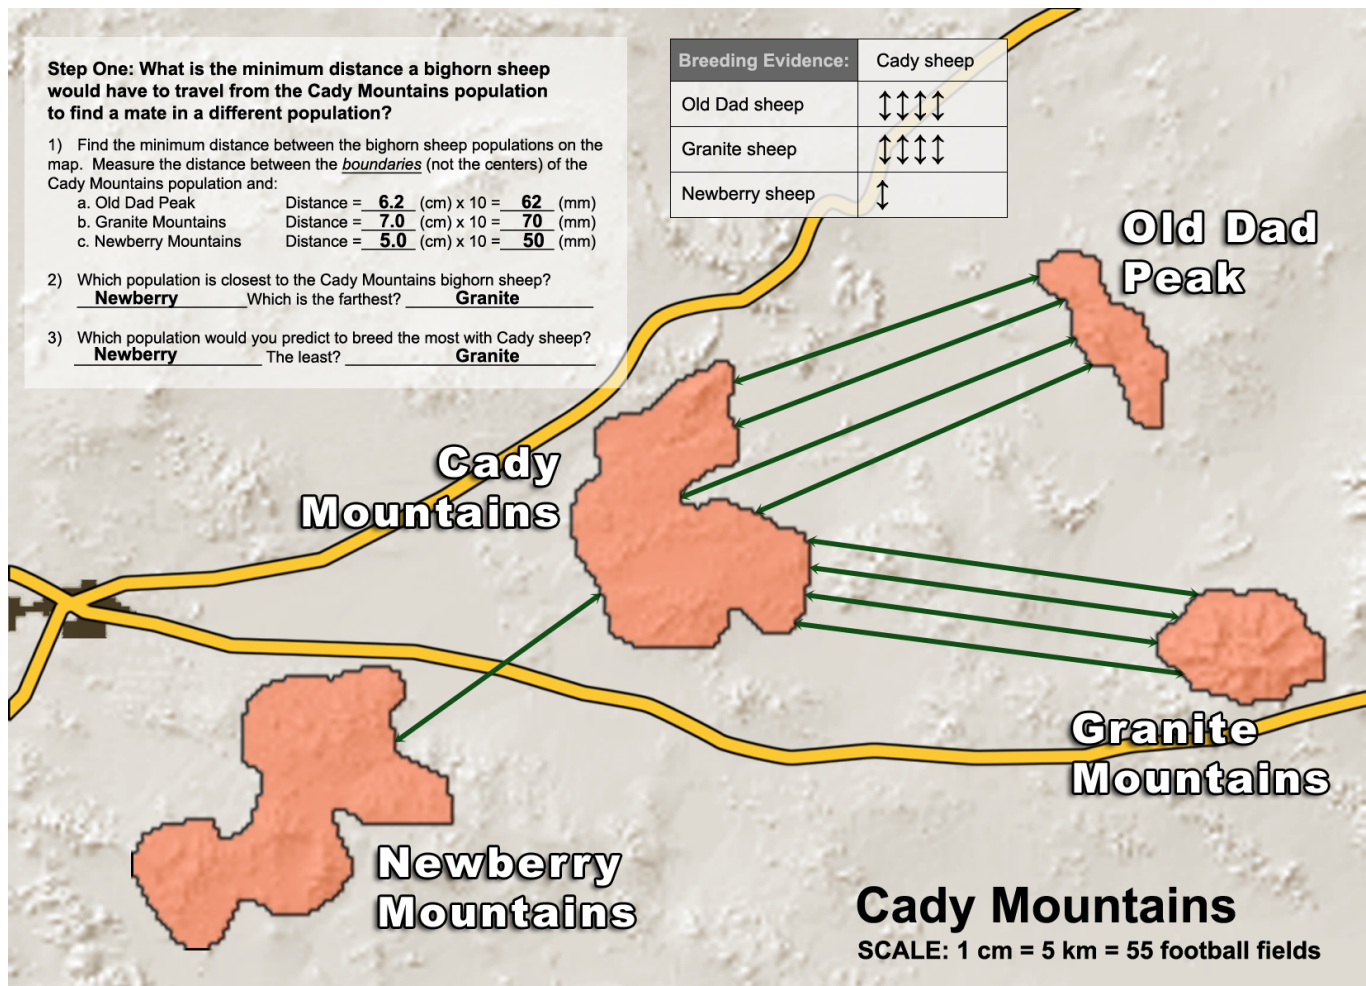 Step One: What is the minimum distance a bighorn sheep
would have to travel from the Cady Mountains population
to find a mate in a different population?
1) Find the minimum distance between the bighorn sheep populations on the
map. Measure the distance between the boundaries (not the centers) of the
Cady Mountains population and:
a. Old Dad Peak Distance = 6.2 (cm) x 10 = 62 (mm)
b. Granite Mountains Distance = 7.0 (cm) x 10 = 70 (mm)
c. Newberry Mountains Distance = 5.0 (cm) x 10 = 50 (mm)
2) Which population is closest to the Cady Mountains bighorn sheep?
Newberry Which is the farthest? Granite
3) Which population would you predict to breed the most with Cady sheep?
Newberry The least? Granite
Breeding Evidence: Cady sheep
Old Dad sheep ↕↕↕↕
Granite sheep ↕↕↕↕
Newberry sheep ↕
Old Dad
Peak
Cady
Mountains
Granite
Mountains
Newberry
Mountains
Cady Mountains
SCALE: 1 cm = 5 km = 55 football fields